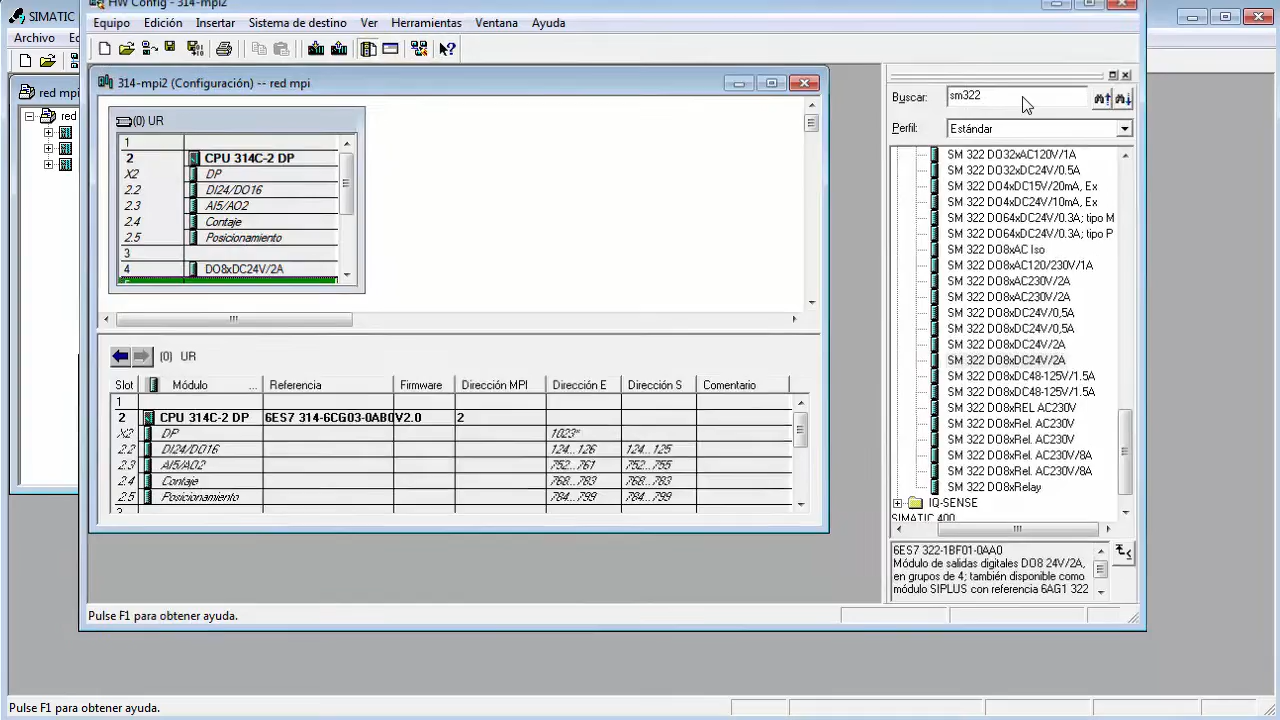 SIMATIC
HW Config - 314-mpi2
Archivo Ed
Equipo Edición Insertar Sistema de destino Ver Herramientas Ventana Ayuda
red mpi
red
314-mpi2 (Configuración) -- red mpi
(0) UR
1
2 CPU 314C-2 DP
X2 DP
2.2 DI24/DO16
2.3 AI5/AO2
2.4 Contaje
2.5 Posicionamiento
3
4 DO8xDC24V/2A
(0) UR
Slot Módulo ... Referencia Firmware Dirección MPI Dirección E Dirección S Comentario
1
2 CPU 314C-2 DP 6ES7 314-6CG03-0AB0 V2.0 2
X2 DP 1023*
2.2 DI24/DO16 124...126 124...125
2.3 AI5/AO2 752...761 752...755
2.4 Contaje 768...783 768...783
2.5 Posicionamiento 784...799 784...799
Buscar: sm322
Perfil: Estándar
SM 322 DO32xAC120V/1A
SM 322 DO32xDC24V/0.5A
SM 322 DO4xDC15V/20mA, Ex
SM 322 DO4xDC24V/10mA, Ex
SM 322 DO64xDC24V/0.3A; tipo M
SM 322 DO64xDC24V/0.3A; tipo P
SM 322 DO8xAC Iso
SM 322 DO8xAC120/230V/1A
SM 322 DO8xAC230V/2A
SM 322 DO8xAC230V/2A
SM 322 DO8xDC24V/0,5A
SM 322 DO8xDC24V/0,5A
SM 322 DO8xDC24V/2A
SM 322 DO8xDC24V/2A
SM 322 DO8xDC48-125V/1.5A
SM 322 DO8xDC48-125V/1.5A
SM 322 DO8xREL AC230V
SM 322 DO8xRel. AC230V
SM 322 DO8xRel. AC230V
SM 322 DO8xRel. AC230V/8A
SM 322 DO8xRel. AC230V/8A
SM 322 DO8xRelay
IQ-SENSE
SIMATIC 400
6ES7 322-1BF01-0AA0
Módulo de salidas digitales DO8 24V/2A,
en grupos de 4; también disponible como
módulo SIPLUS con referencia 6AG1 322
Pulse F1 para obtener ayuda.
Pulse F1 para obtener ayuda.